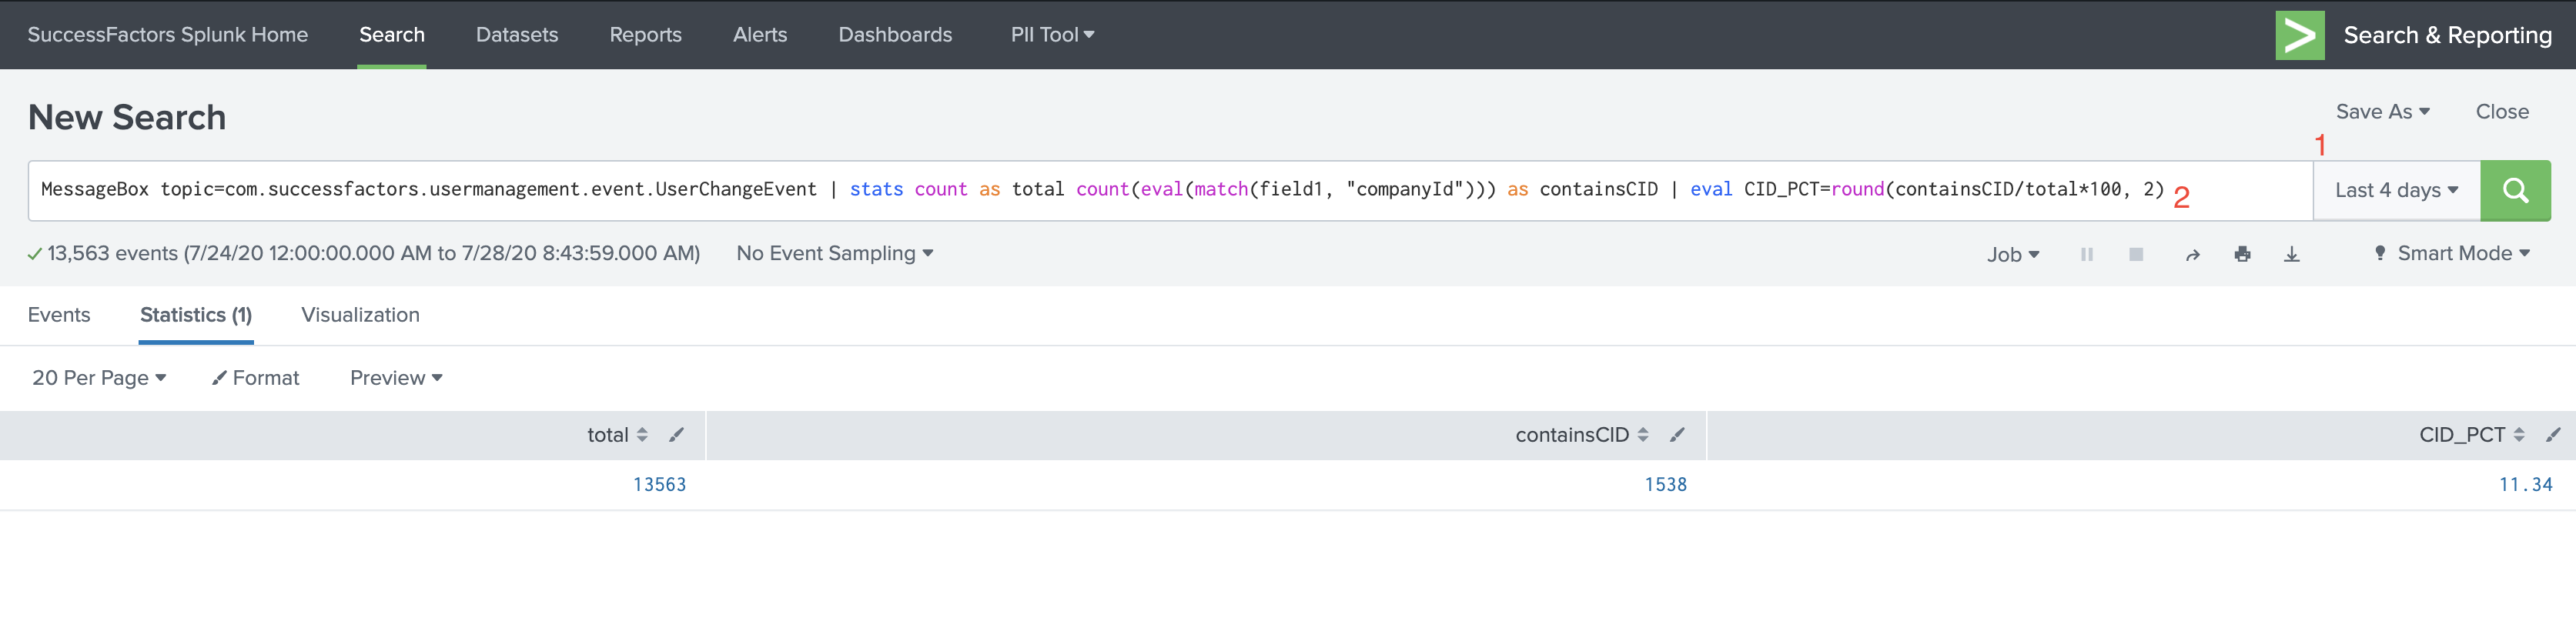 SuccessFactors Splunk Home Search Datasets Reports Alerts Dashboards PII Tool Search & Reporting
New Search
Save As Close
1
MessageBox topic=com.successfactors.usermanagement.event.UserChangeEvent | stats count as total count(eval(match(field1, "companyId"))) as containsCID | eval CID_PCT=round(containsCID/total*100, 2) 2 Last 4 days
13,563 events (7/24/20 12:00:00.000 AM to 7/28/20 8:43:59.000 AM) No Event Sampling Job Smart Mode
Events Statistics (1) Visualization
20 Per Page Format Preview
total containsCID CID_PCT
13563 1538 11.34